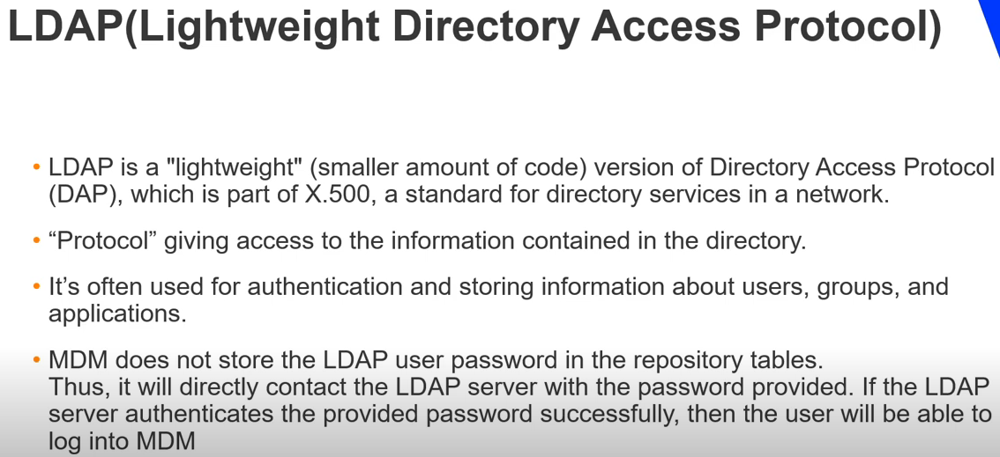 LDAP(Lightweight Directory Access Protocol)
• LDAP is a "lightweight" (smaller amount of code) version of Directory Access Protocol
(DAP), which is part of X.500, a standard for directory services in a network.
• “Protocol” giving access to the information contained in the directory.
• It’s often used for authentication and storing information about users, groups, and
applications.
• MDM does not store the LDAP user password in the repository tables.
Thus, it will directly contact the LDAP server with the password provided. If the LDAP
server authenticates the provided password successfully, then the user will be able to
log into MDM